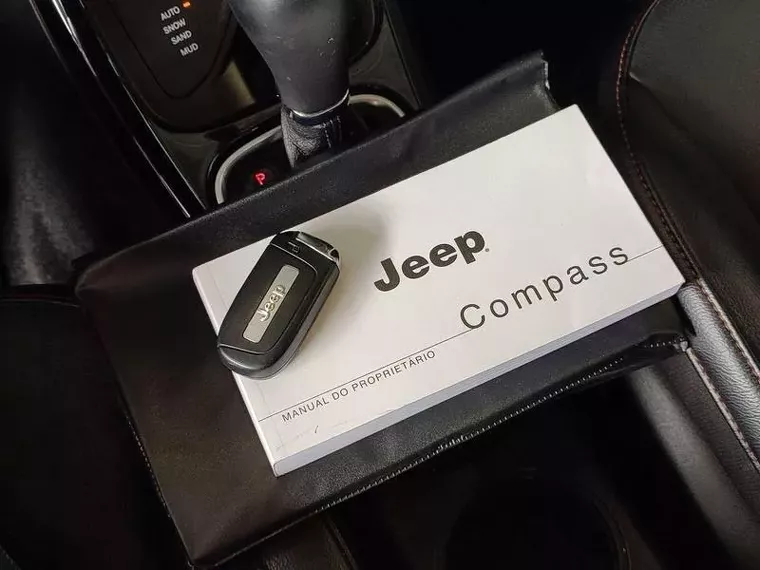 AUTO
SNOW
SAND
MUD
P
Jeep
Jeep
Compass
MANUAL DO PROPRIETÁRIO